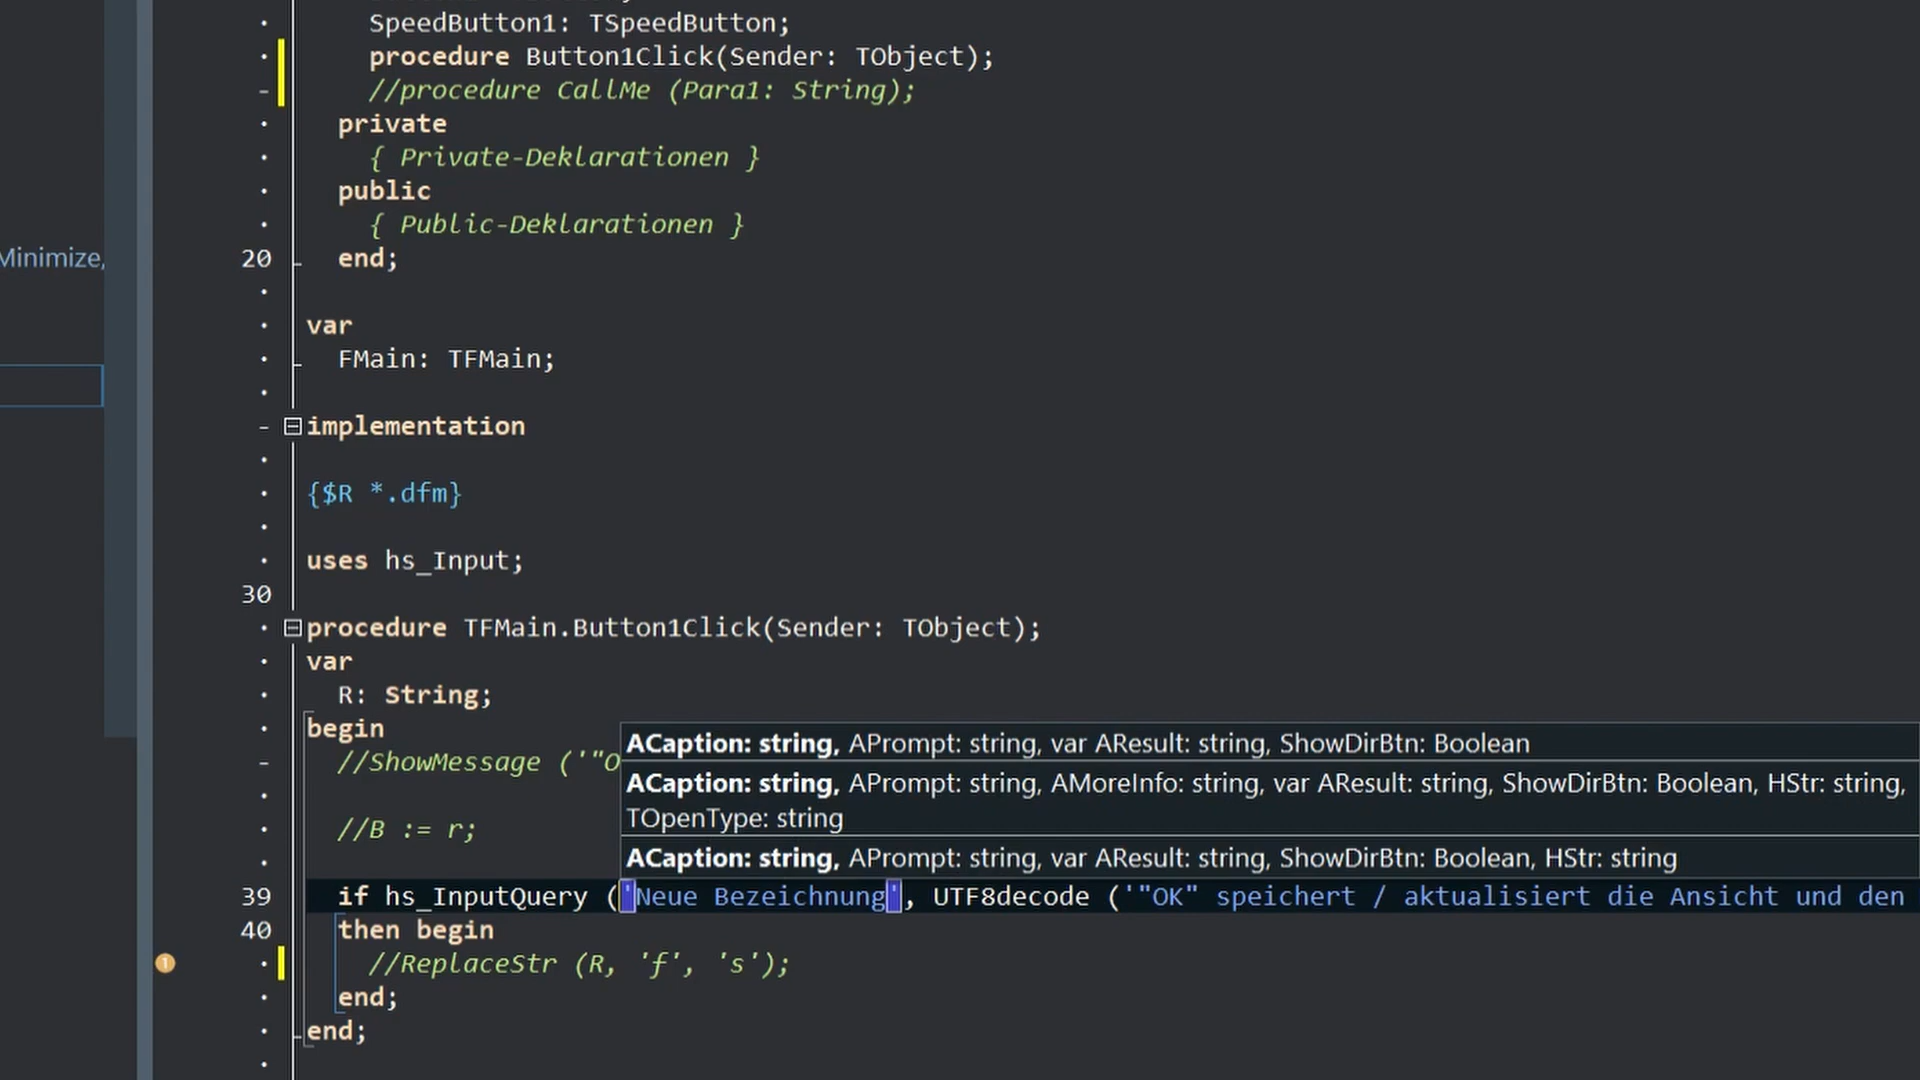 SpeedButton1: TSpeedButton;
procedure Button1Click(Sender: TObject);
//procedure CallMe (Para1: String);
private
{ Private-Deklarationen }
public
{ Public-Deklarationen }
Minimize,
20 end;
var
FMain: TFMain;
implementation
{$R *.dfm}
uses hs_Input;
30
procedure TFMain.Button1Click(Sender: TObject);
var
R: String;
begin
ACaption: string, APrompt: string, var AResult: string, ShowDirBtn: Boolean
//ShowMessage ('"O
ACaption: string, APrompt: string, AMoreInfo: string, var AResult: string, ShowDirBtn: Boolean, HStr: string,
TOpenType: string
//B := r;
ACaption: string, APrompt: string, var AResult: string, ShowDirBtn: Boolean, HStr: string
39 if hs_InputQuery ('Neue Bezeichnung', UTF8decode ('"OK" speichert / aktualisiert die Ansicht und den
40 then begin
1 //ReplaceStr (R, 'f', 's');
end;
end;